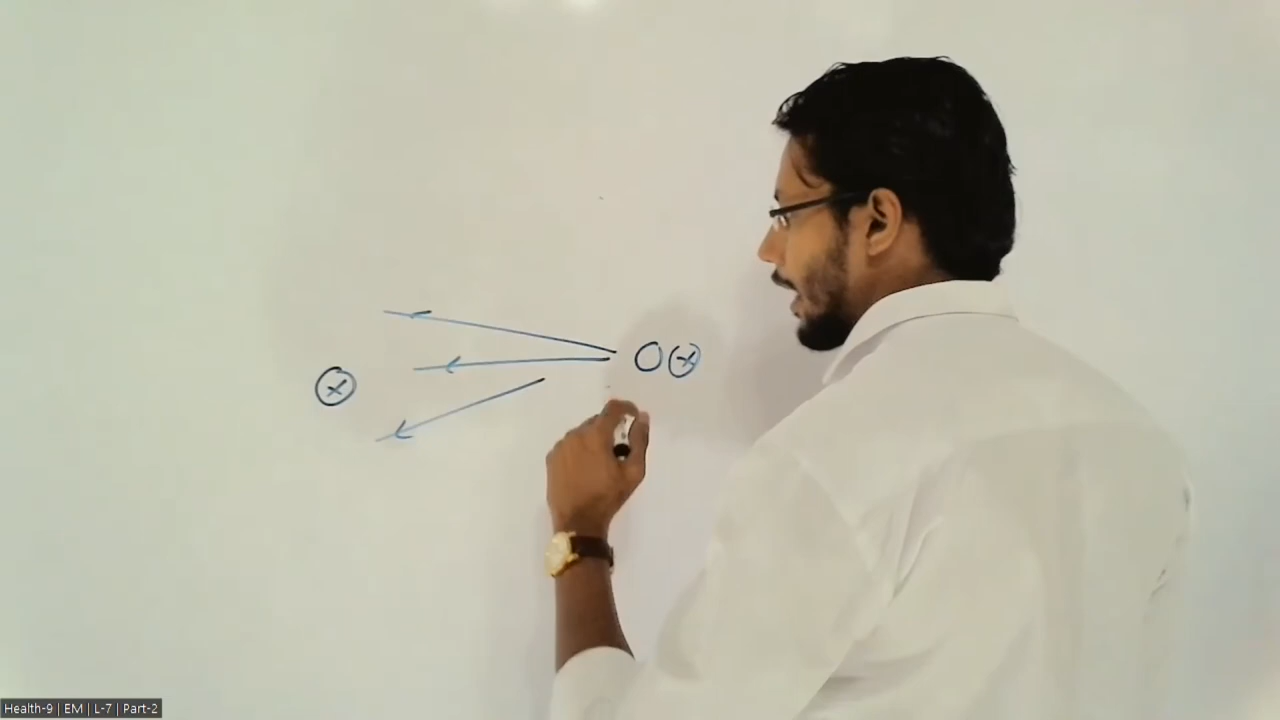 O ⓧ
ⓧ
Health-9 | EM | L-7 | Part-2